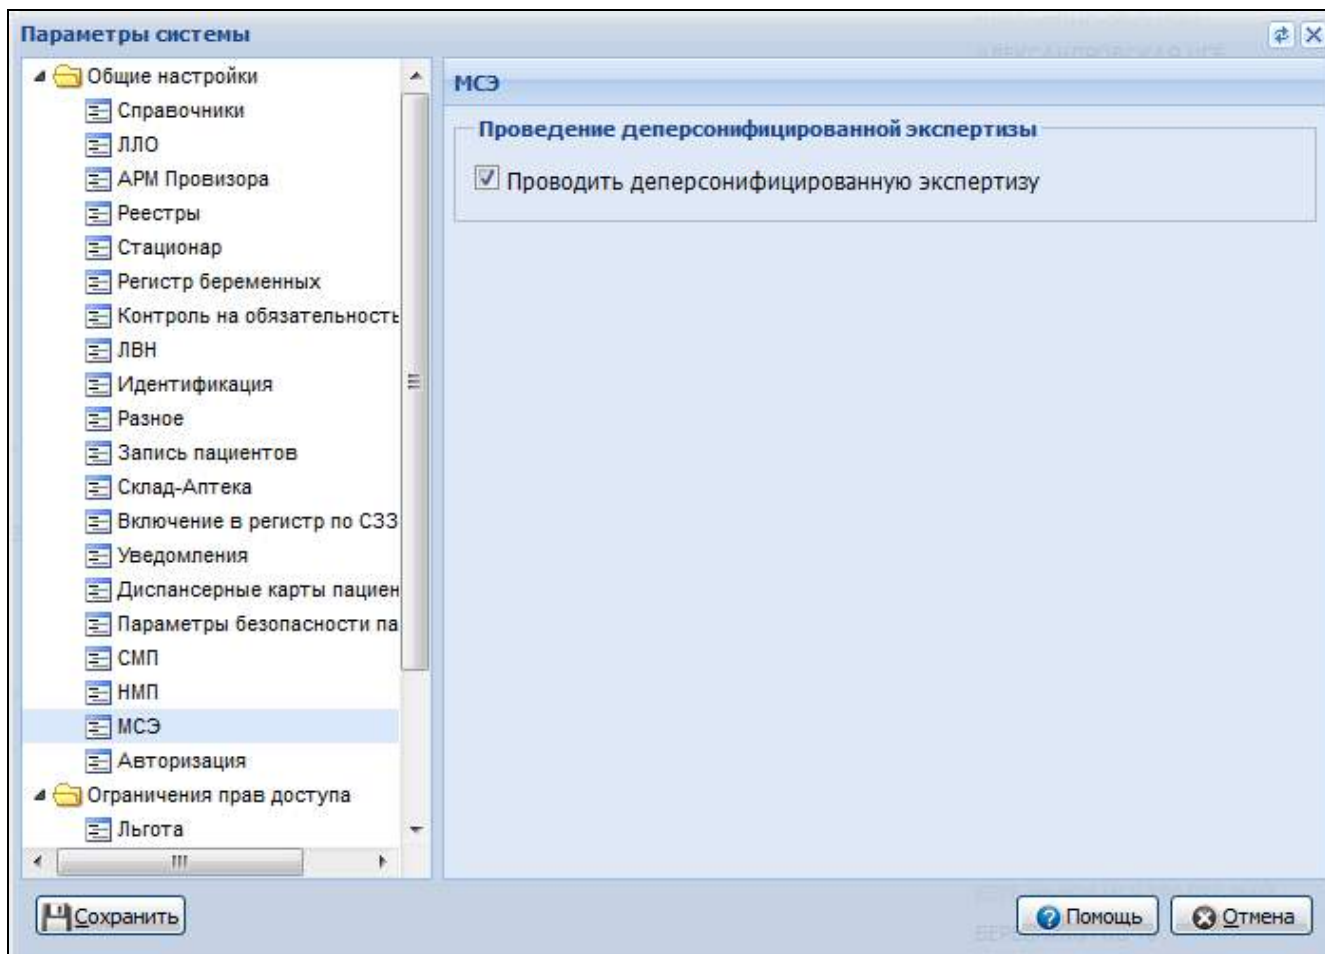 Параметры системы
Общие настройки
Справочники
ЛЛО
АРМ Провизора
Реестры
Стационар
Регистр беременных
Контроль на обязательность
ЛВН
Идентификация
Разное
Запись пациентов
Склад-Аптека
Включение в регистр по СЗЗ
Уведомления
Диспансерные карты пациен
Параметры безопасности па
СМП
НМП
МСЭ
Авторизация
Ограничения прав доступа
Льгота
МСЭ
Проведение деперсонифицированной экспертизы
Проводить деперсонифицированную экспертизу
Сохранить
Помощь
Отмена